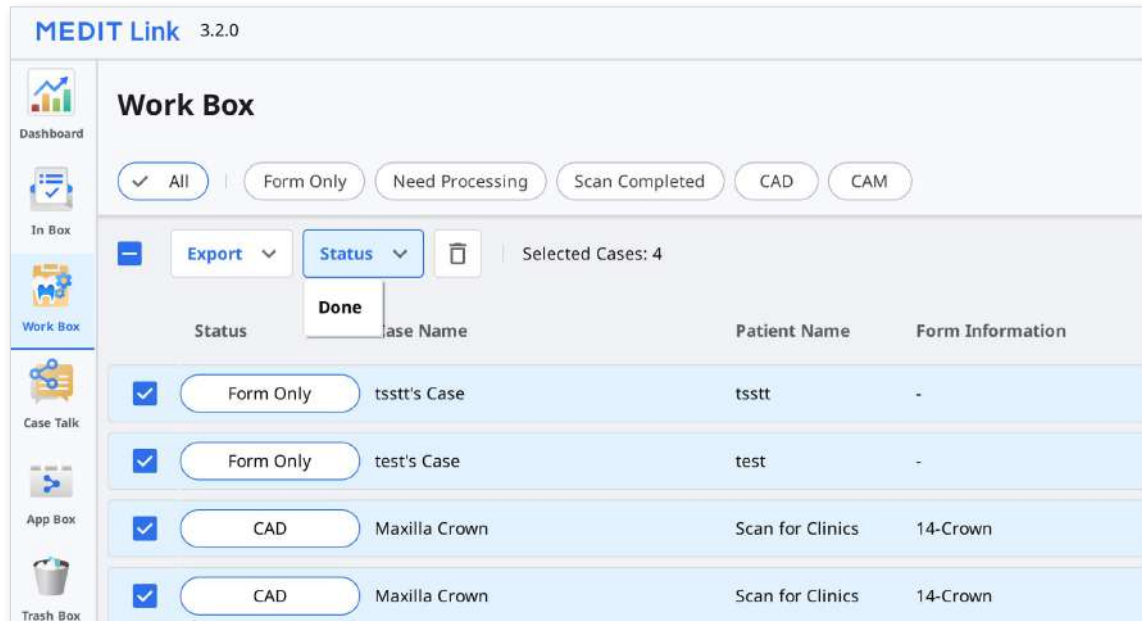 MEDIT Link 3.2.0
Dashboard
In Box
Work Box
Case Talk
App Box
Trash Box
Work Box
All Form Only Need Processing Scan Completed CAD CAM
Export Status Selected Cases: 4
Done
Status ase Name Patient Name Form Information
Form Only tsstt's Case tsstt -
Form Only test's Case test -
CAD Maxilla Crown Scan for Clinics 14-Crown
CAD Maxilla Crown Scan for Clinics 14-Crown